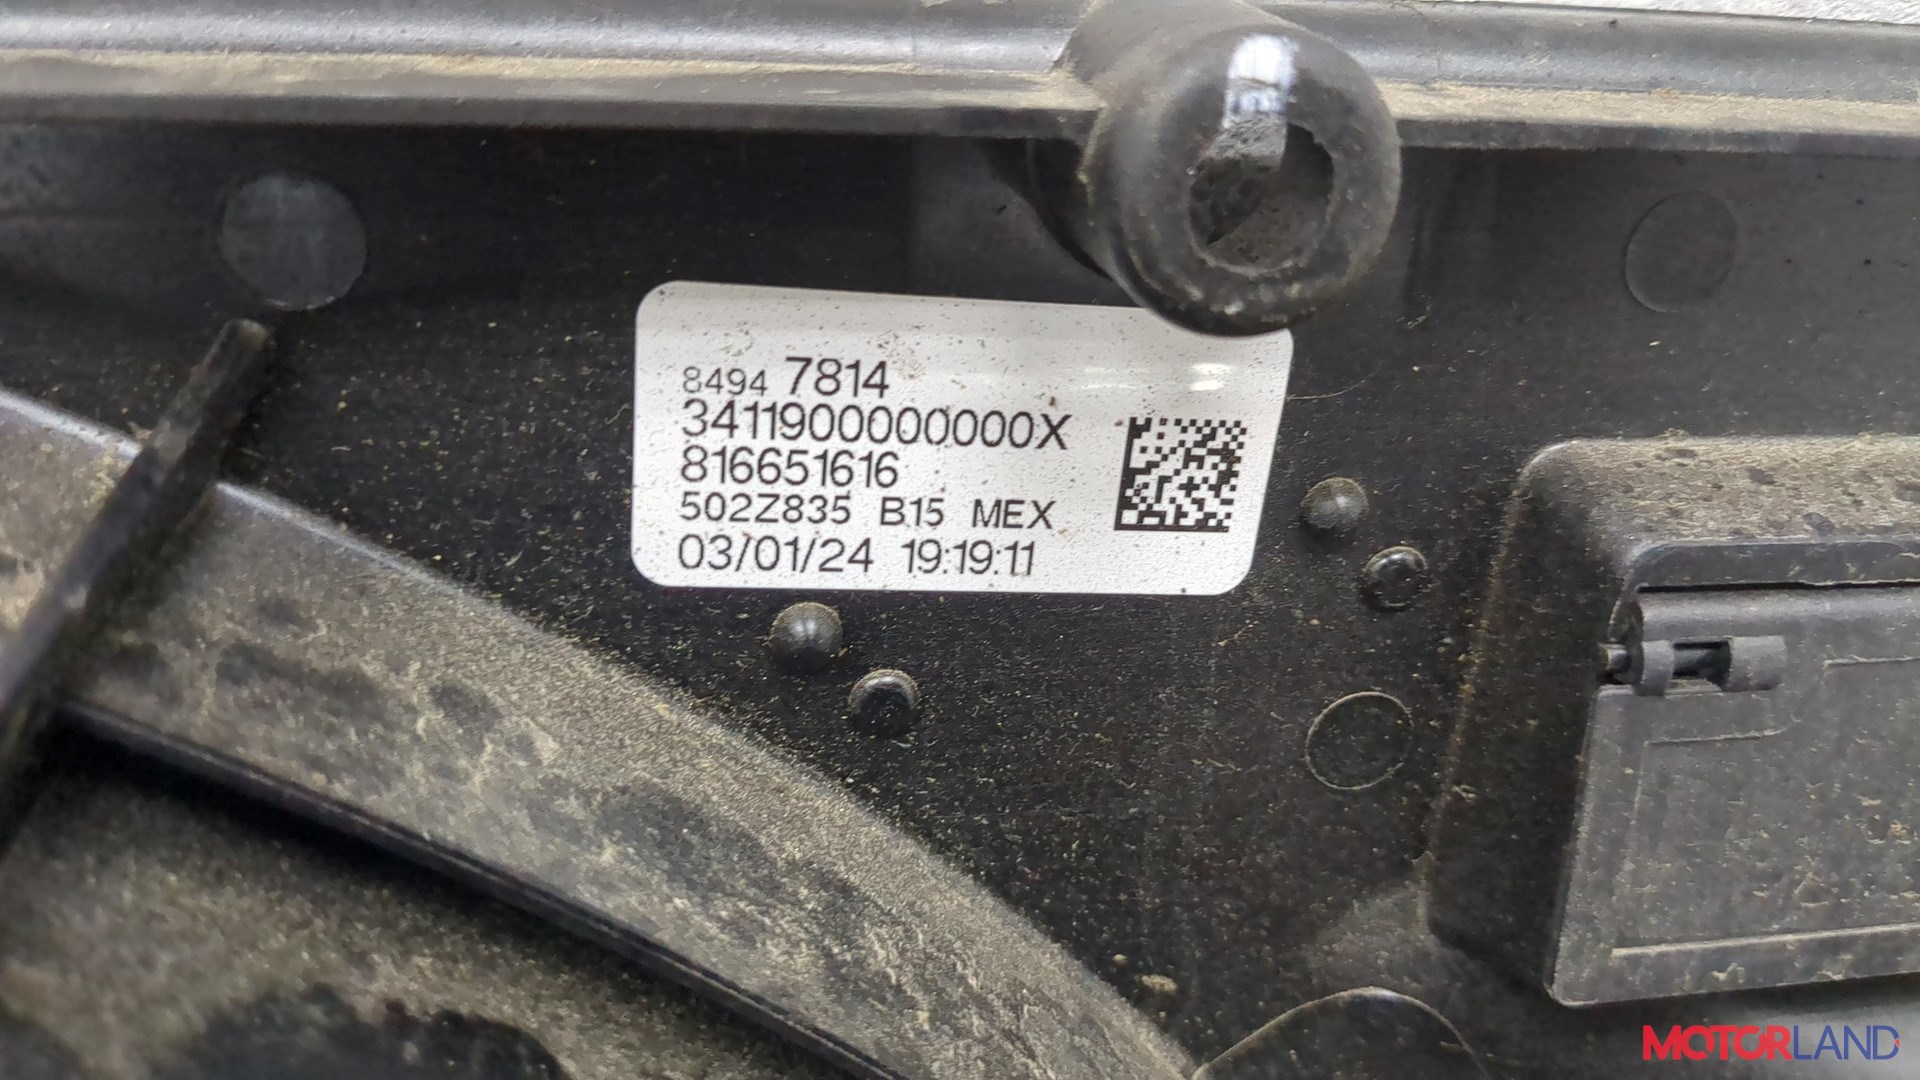 8494 7814
3411900000000X
816651616
502Z835 B15 MEX
03/01/24 19:19:11
MOTORLAND